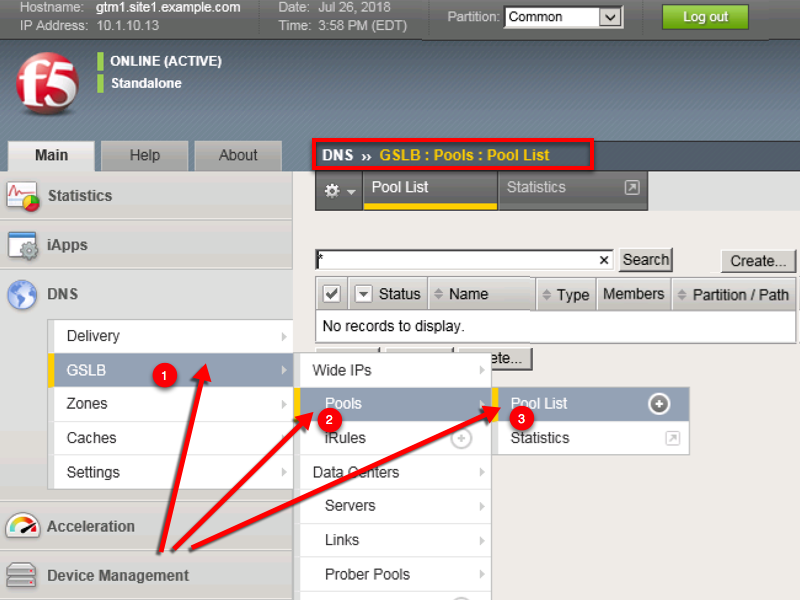 Hostname: gtm1.site1.example.com Date: Jul 26, 2018 Partition: Common Log out
IP Address: 10.1.10.13 Time: 3:58 PM (EDT)
f5
ONLINE (ACTIVE)
Standalone
Main Help About
DNS ›› GSLB : Pools : Pool List
Pool List Statistics
Statistics
iApps
DNS
* × Search Create...
Status Name Type Members Partition / Path
No records to display.
ete...
Delivery
GSLB 1
Zones
Caches
Settings
Wide IPs
Pools 2
iRules
Data Centers
Servers
Links
Prober Pools
Pool List 3
Statistics
Acceleration
Device Management